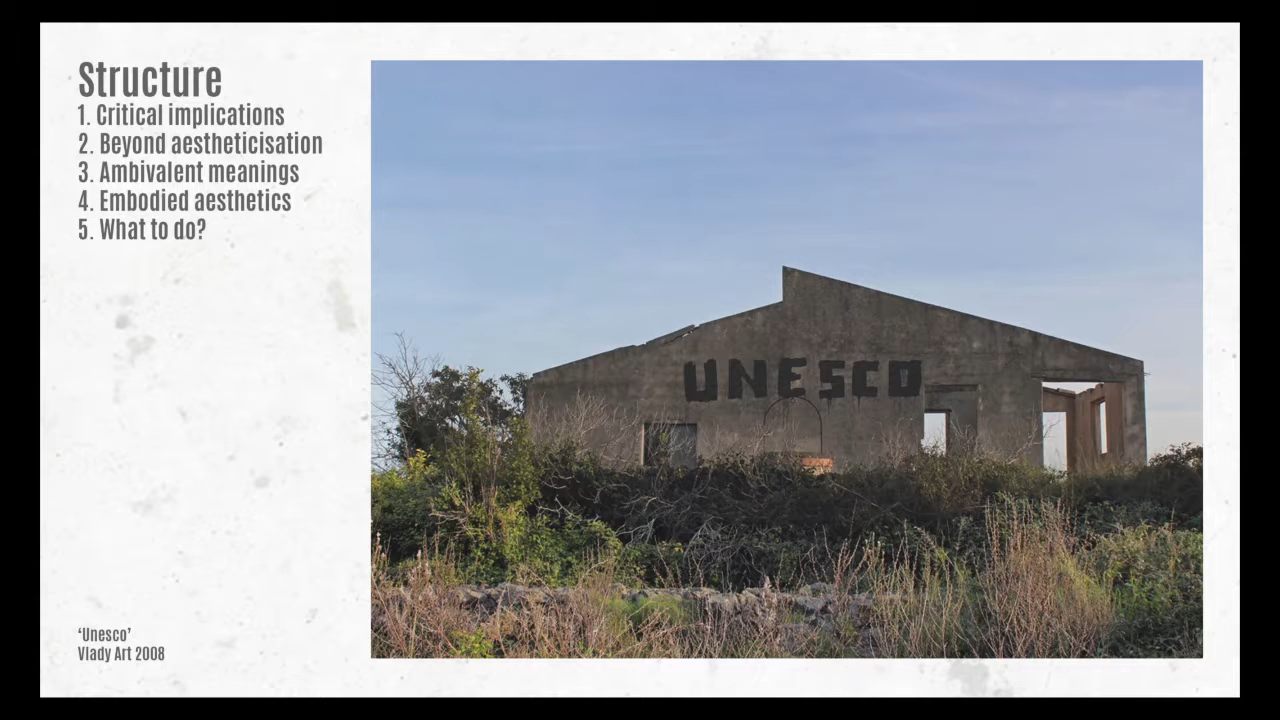 Structure
1. Critical implications
2. Beyond aestheticisation
3. Ambivalent meanings
4. Embodied aesthetics
5. What to do?
UNESCO
‘Unesco’
Vlady Art 2008